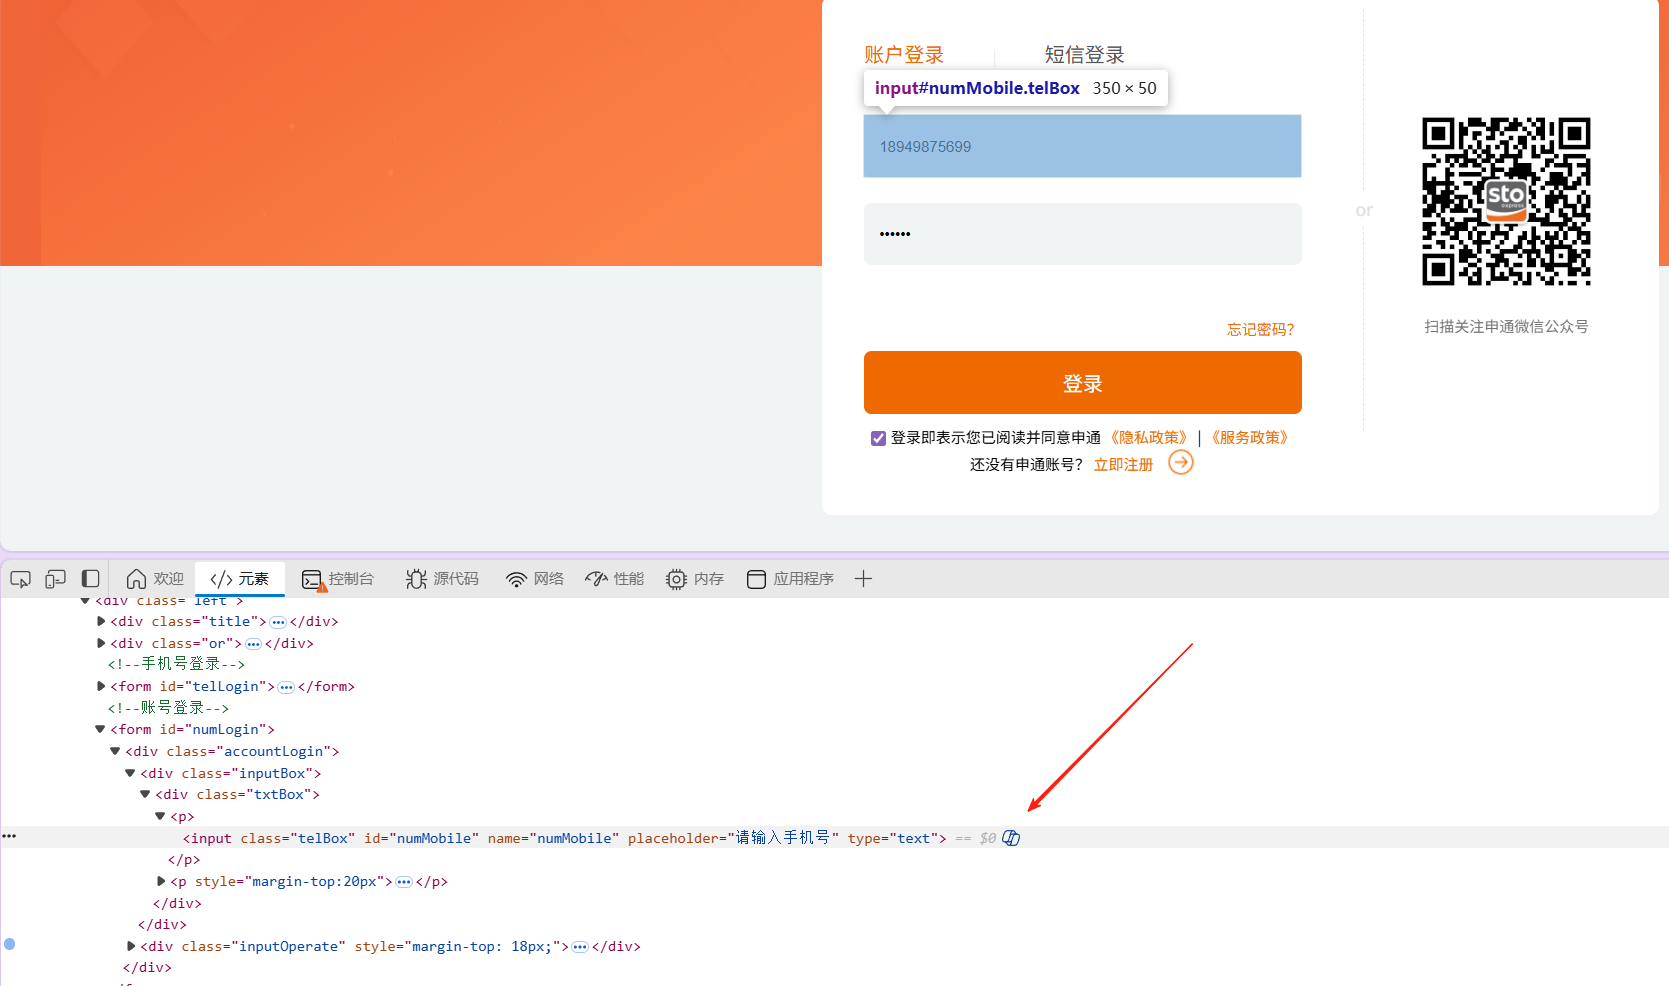 账户登录
短信登录
input#numMobile.telBox 350 × 50
18949875699
••••••
or
sto
express
扫描关注申通微信公众号
忘记密码?
登录
登录即表示您已阅读并同意申通 《隐私政策》 | 《服务政策》
还没有申通账号? 立即注册
欢迎
</> 元素
控制台
源代码
网络
性能
内存
应用程序
<div class="left">
<div class="title">…</div>
<div class="or">…</div>
<!--手机号登录-->
<form id="telLogin">…</form>
<!--账号登录-->
<form id="numLogin">
<div class="accountLogin">
<div class="inputBox">
<div class="txtBox">
<p>
<input class="telBox" id="numMobile" name="numMobile" placeholder="请输入手机号" type="text"> == $0
</p>
<p style="margin-top:20px">…</p>
</div>
</div>
<div class="inputOperate" style="margin-top: 18px;">…</div>
</div>